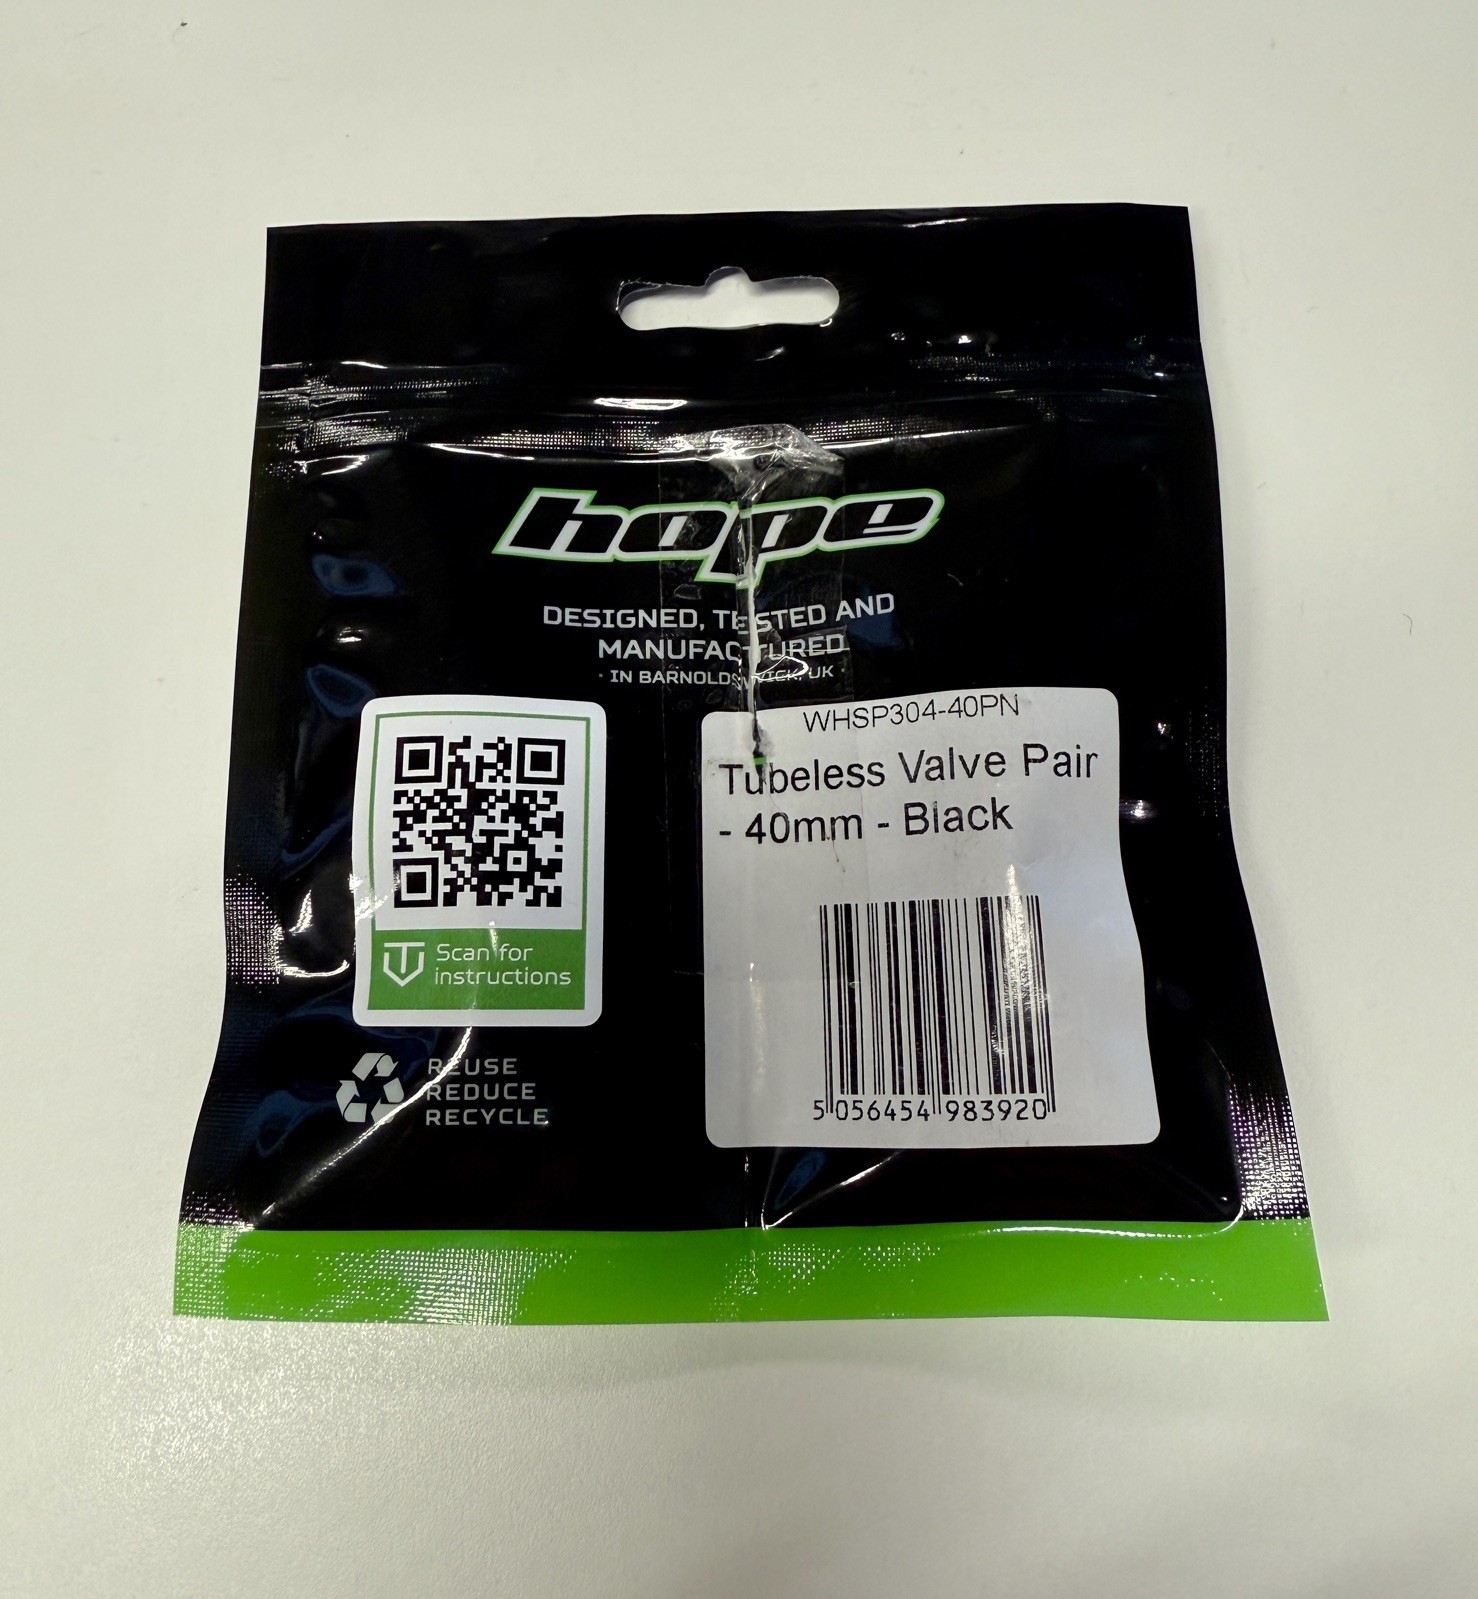 hope
DESIGNED, TESTED AND
MANUFACTURED
· IN BARNOLDSWICK, UK ·
WHSP304-40PN
Tubeless Valve Pair
- 40mm - Black
5 056454 983920
Scan for
instructions
REUSE
REDUCE
RECYCLE